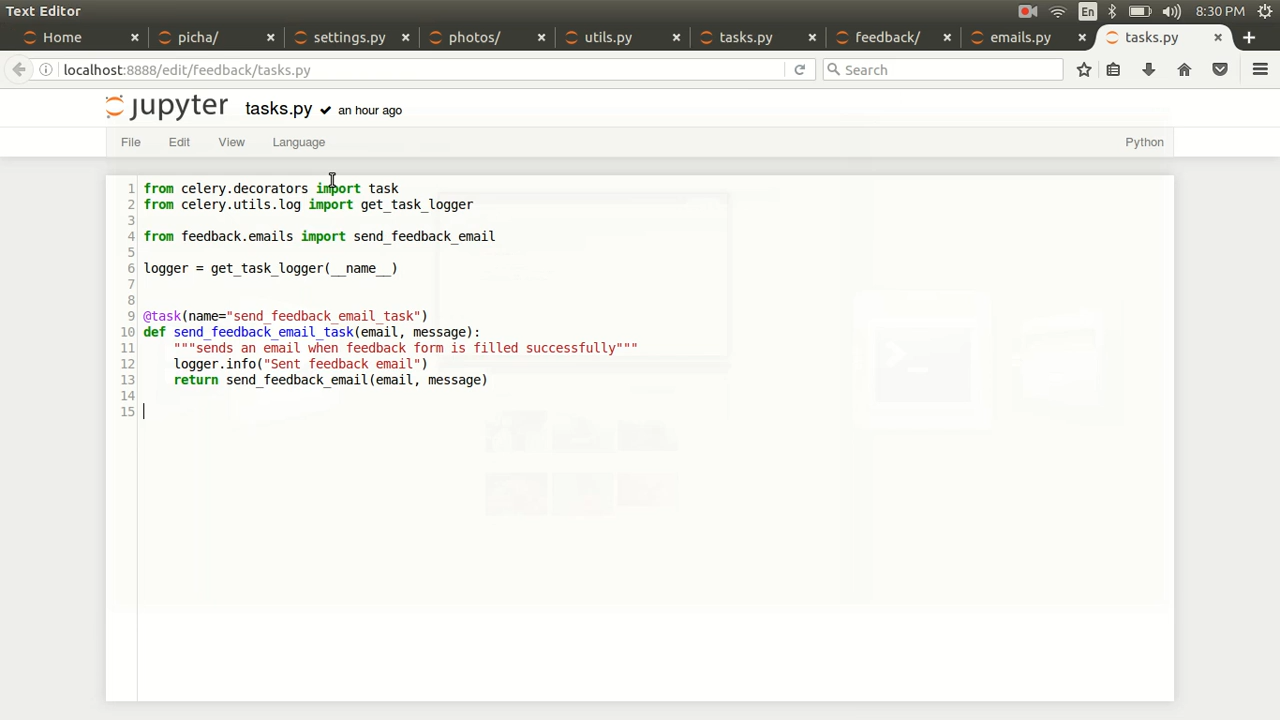 Text Editor En 8:30 PM
Home picha/ settings.py photos/ utils.py tasks.py feedback/ emails.py tasks.py
localhost:8888/edit/feedback/tasks.py Search
jupyter tasks.py an hour ago
File Edit View Language Python
1 from celery.decorators import task
2 from celery.utils.log import get_task_logger
3
4 from feedback.emails import send_feedback_email
5
6 logger = get_task_logger(__name__)
7
8
9 @task(name="send_feedback_email_task")
10 def send_feedback_email_task(email, message):
11     """sends an email when feedback form is filled successfully"""
12     logger.info("Sent feedback email")
13     return send_feedback_email(email, message)
14
15